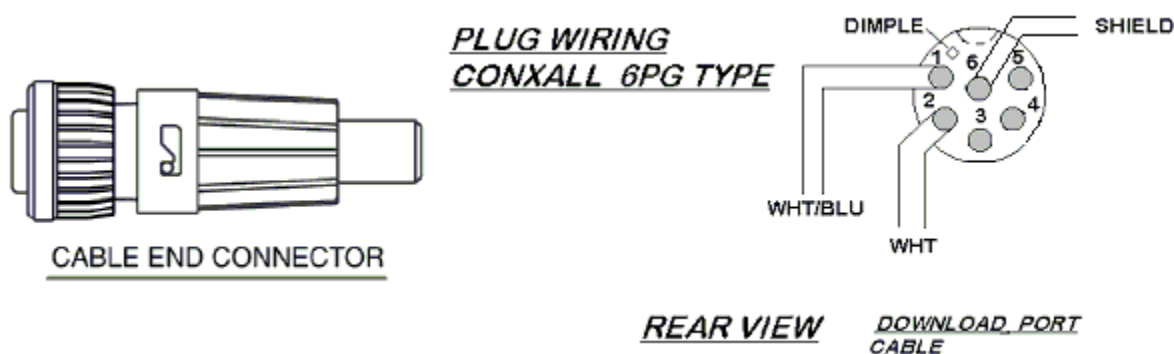 PLUG WIRING
CONXALL 6PG TYPE
DIMPLE
SHIELD
1
6
5
2
3
4
WHT/BLU
WHT
CABLE END CONNECTOR
REAR VIEW
DOWNLOAD PORT
CABLE